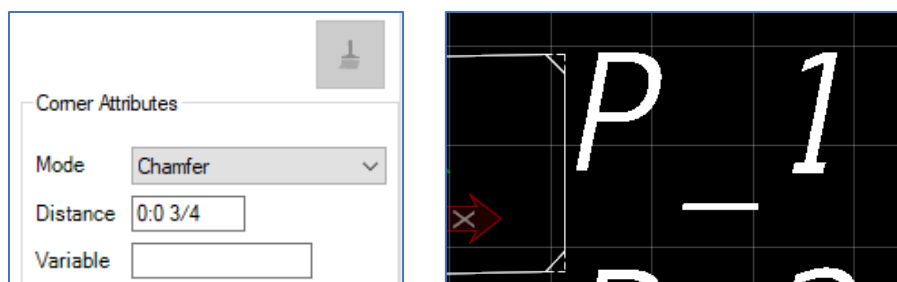 Corner Attributes
Mode Chamfer
Distance 0:0 3/4
Variable
P_1